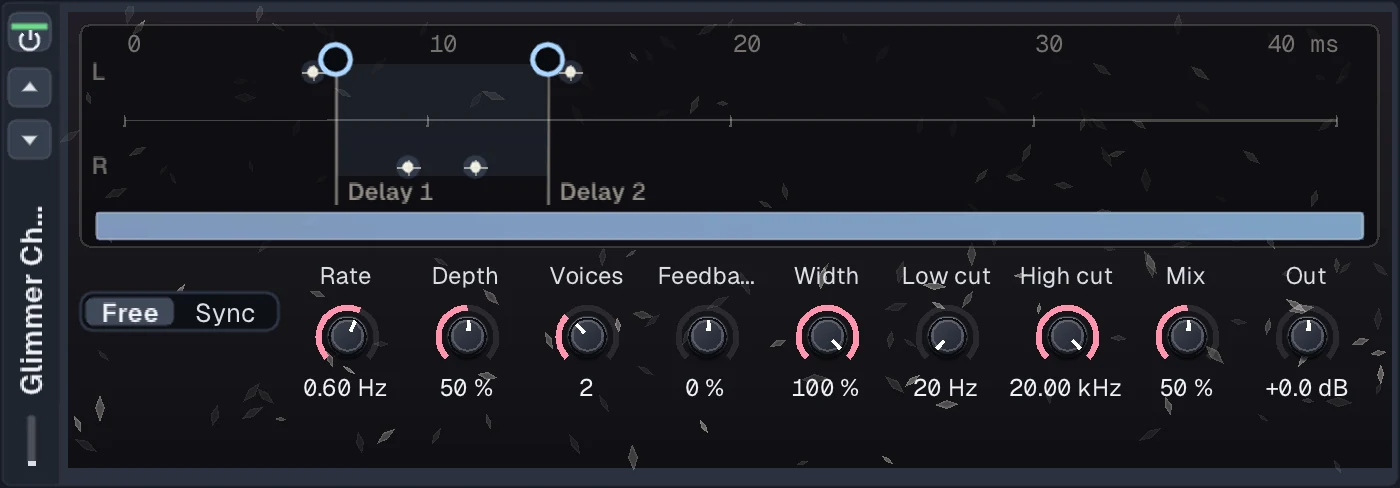 0 10 20 30 40 ms
L
R
Delay 1 Delay 2
Glimmer Ch...
Rate Depth Voices Feedba... Width Low cut High cut Mix Out
Free Sync
0.60 Hz 50 % 2 0 % 100 % 20 Hz 20.00 kHz 50 % +0.0 dB